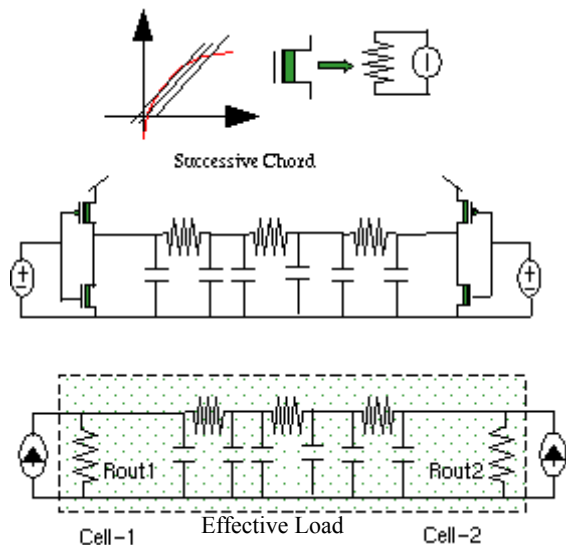 Successive Chord
Rout1
Rout2
Effective Load
Cell-1
Cell-2